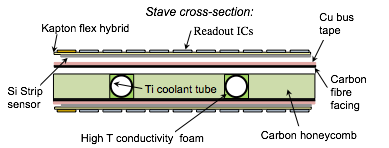 Stave cross-section:
Kapton flex hybrid
Readout ICs
Cu bus
tape
Si Strip
sensor
Ti coolant tube
Carbon
fibre
facing
High T conductivity foam
Carbon honeycomb